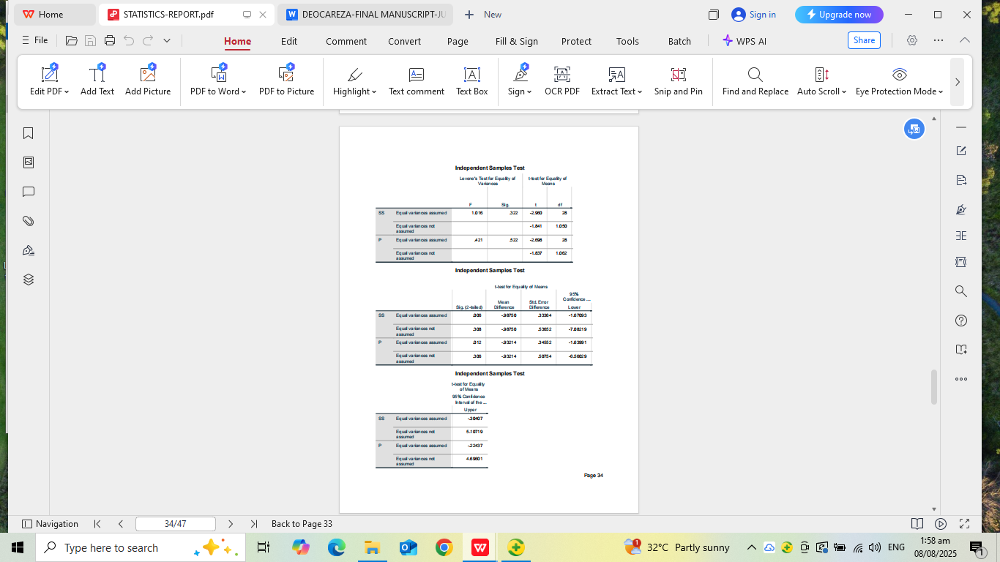 Home
STATISTICS-REPORT.pdf
DEOCAREZA-FINAL MANUSCRIPT-JU
New
Sign in
Upgrade now
File
Home Edit Comment Convert Page Fill & Sign Protect Tools Batch WPS AI
Share
Edit PDF Add Text Add Picture PDF to Word PDF to Picture Highlight Text comment Text Box Sign OCR PDF Extract Text Snip and Pin Find and Replace Auto Scroll Eye Protection Mode
Independent Samples Test
Levene's Test for Equality of Variances
t-test for Equality of Means
F Sig. t df
SS Equal variances assumed 1.016 .322 -2.960 28
Equal variances not assumed -1.841 1.050
P Equal variances assumed .421 .522 -2.698 28
Equal variances not assumed -1.837 1.062
Independent Samples Test
t-test for Equality of Means
95% Confidence ...
Sig. (2-tailed) Mean Difference Std. Error Difference Lower
SS Equal variances assumed .006 -.98750 .33364 -1.67093
Equal variances not assumed .308 -.98750 .53652 -7.08219
P Equal variances assumed .012 -.93214 .34552 -1.63991
Equal variances not assumed .306 -.93214 .50754 -6.56029
Independent Samples Test
t-test for Equality of Means
95% Confidence Interval of the ...
Upper
SS Equal variances assumed -.30407
Equal variances not assumed 5.10719
P Equal variances assumed -.22437
Equal variances not assumed 4.69601
Page 34
Navigation
34/47
Back to Page 33
Type here to search
1
32°C Partly sunny
ENG
1:58 am
08/08/2025
1